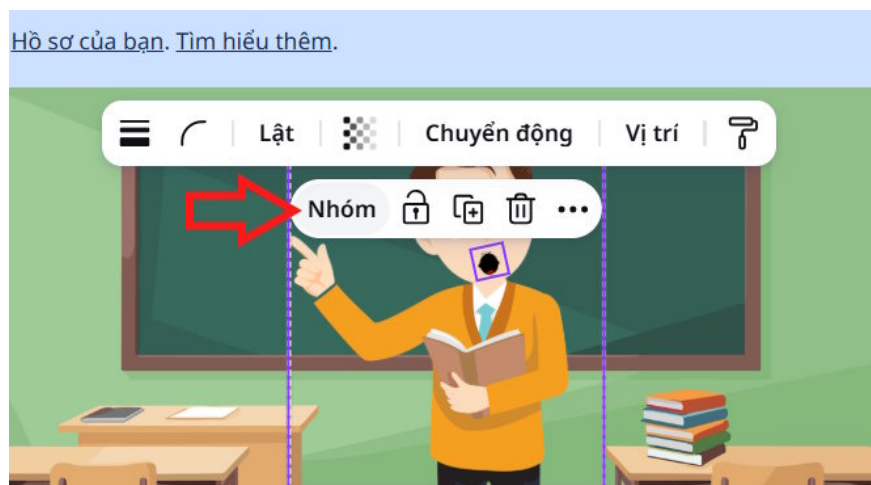 Hồ sơ của bạn. Tìm hiểu thêm.
Lật Chuyển động Vị trí
Nhóm